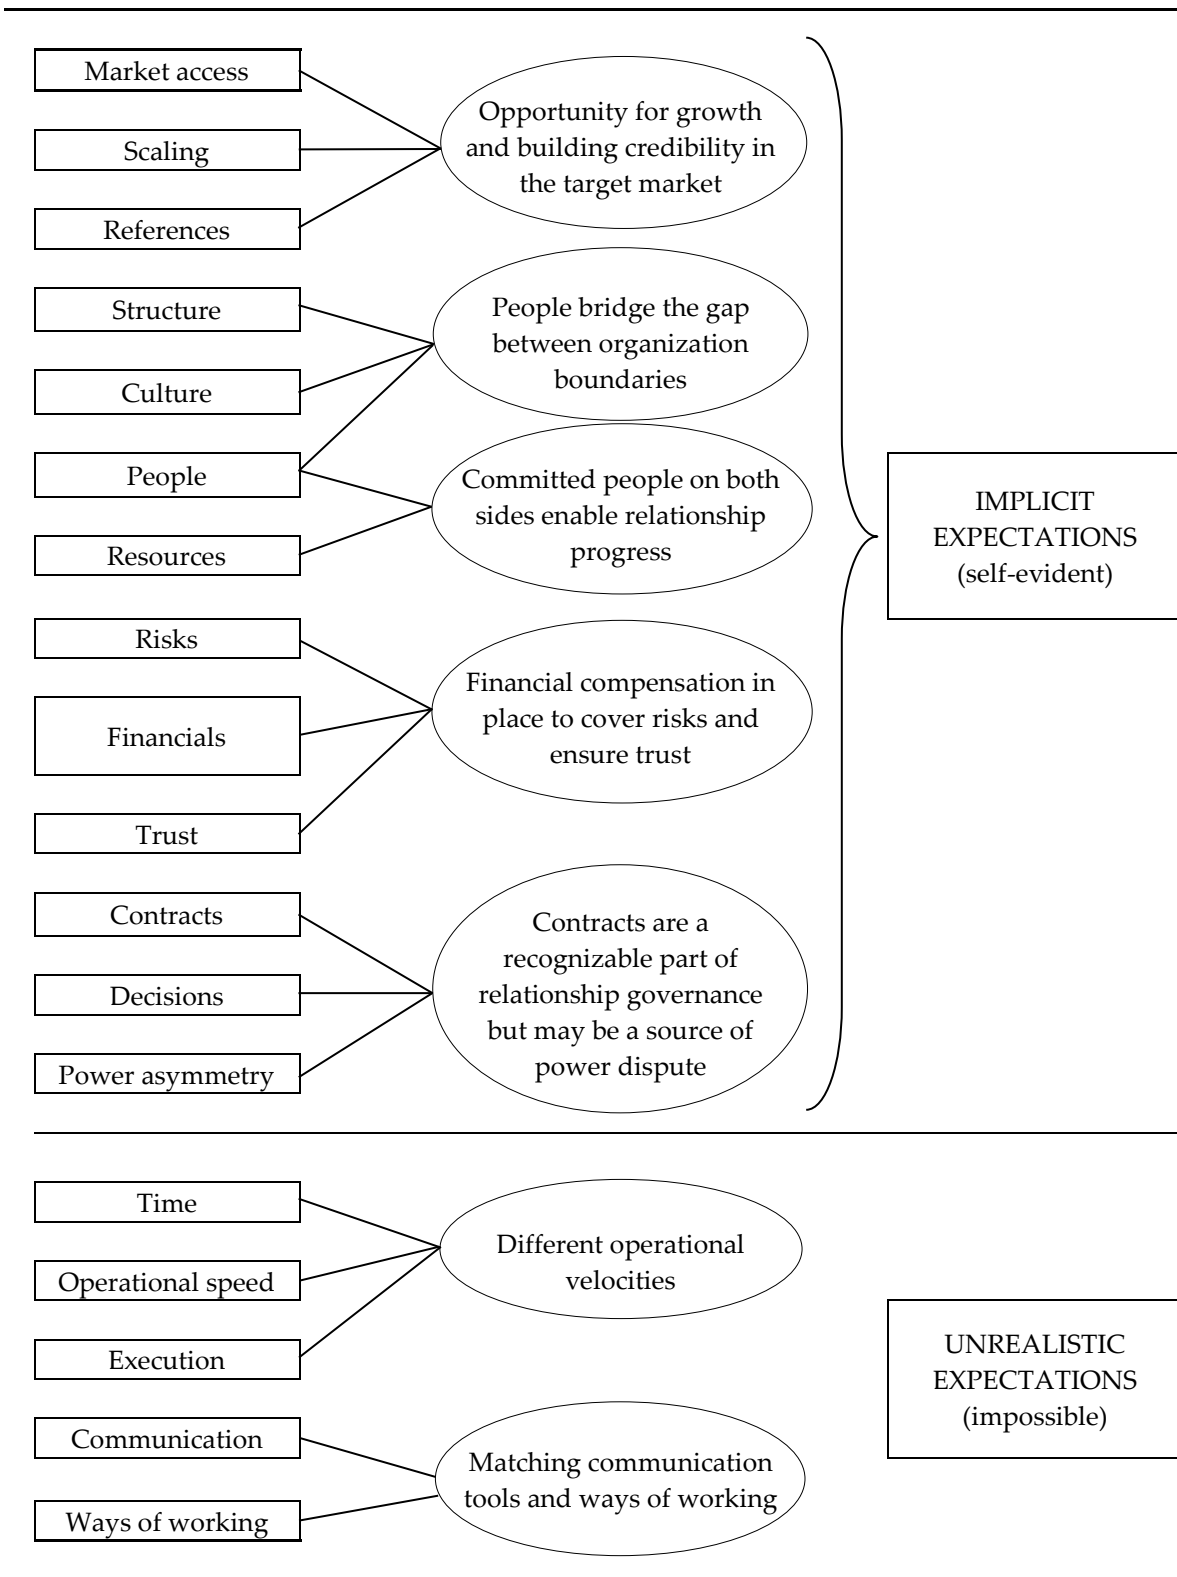 Market access
Scaling
References
Opportunity for growth
and building credibility in
the target market
Structure
Culture
People
Resources
People bridge the gap
between organization
boundaries
Committed people on both
sides enable relationship
progress
Risks
Financials
Trust
Financial compensation in
place to cover risks and
ensure trust
Contracts
Decisions
Power asymmetry
Contracts are a
recognizable part of
relationship governance
but may be a source of
power dispute
IMPLICIT
EXPECTATIONS
(self-evident)
Time
Operational speed
Execution
Different operational
velocities
Communication
Ways of working
Matching communication
tools and ways of working
UNREALISTIC
EXPECTATIONS
(impossible)